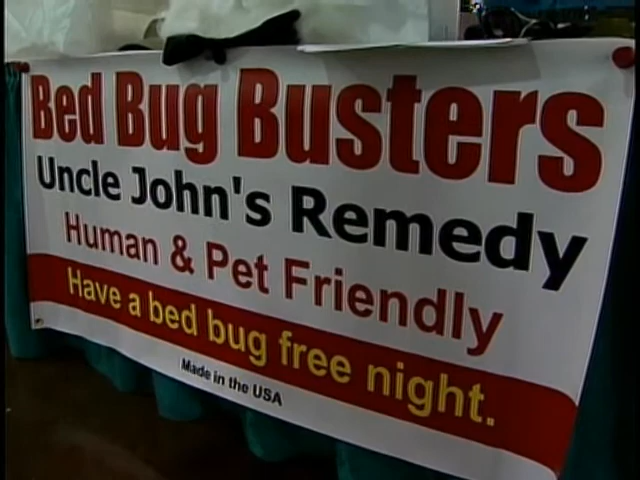 Bed Bug Busters
Uncle John's Remedy
Human & Pet Friendly
Have a bed bug free night.
Made in the USA